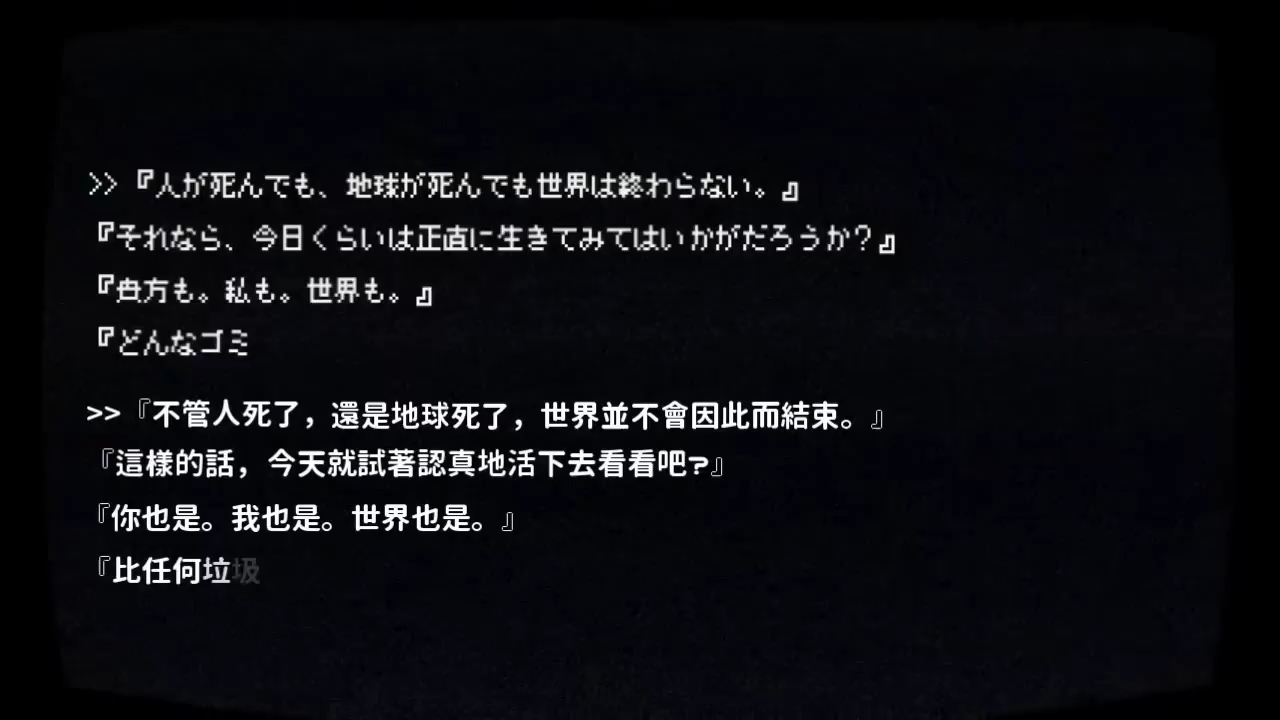 >>『人が死んでも、地球が死んでも世界は終わらない。』
『それなら、今日くらいは正直に生きてみてはいかがだろうか？』
『貴方も。私も。世界も。』
『どんなゴミ
>>『不管人死了，還是地球死了，世界並不會因此而結束。』
『這樣的話，今天就試著認真地活下去看看吧?』
『你也是。我也是。世界也是。』
『比任何垃圾